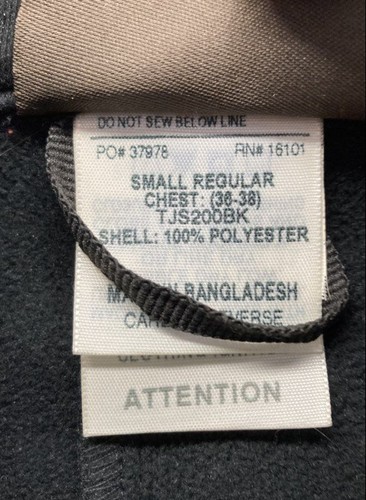 DO NOT SEW BELOW LINE
PO# 37978 RN# 16101
SMALL REGULAR
CHEST: (36-38)
TJS200BK
SHELL: 100% POLYESTER
BANGLADESH
ATTENTION